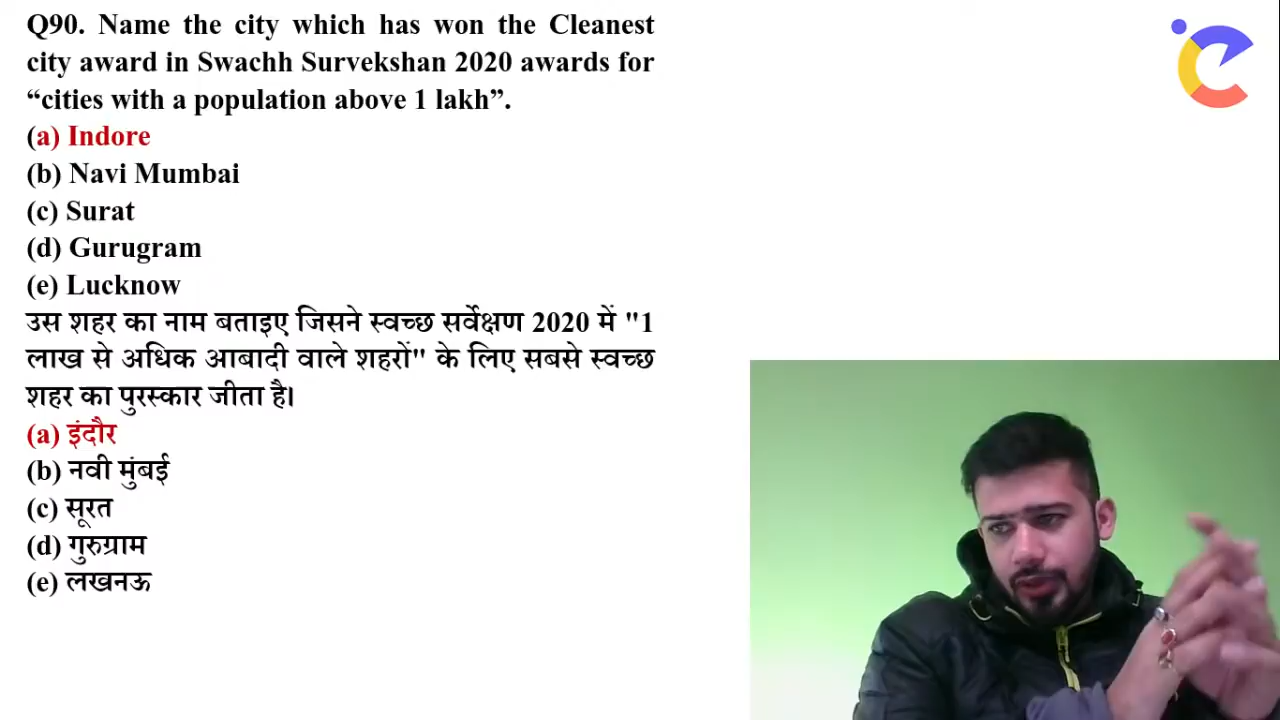 Q90. Name the city which has won the Cleanest
city award in Swachh Survekshan 2020 awards for
“cities with a population above 1 lakh”.
(a) Indore
(b) Navi Mumbai
(c) Surat
(d) Gurugram
(e) Lucknow
उस शहर का नाम बताइए जिसने स्वच्छ सर्वेक्षण 2020 में "1
लाख से अधिक आबादी वाले शहरों" के लिए सबसे स्वच्छ
शहर का पुरस्कार जीता है।
(a) इंदौर
(b) नवी मुंबई
(c) सूरत
(d) गुरुग्राम
(e) लखनऊ